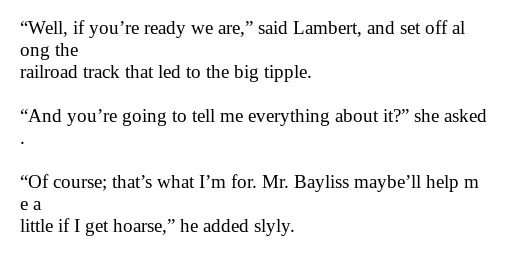 “Well, if you’re ready we are,” said Lambert, and set off al
ong the
railroad track that led to the big tipple.
“And you’re going to tell me everything about it?” she asked
.
“Of course; that’s what I’m for. Mr. Bayliss maybe’ll help m
e a
little if I get hoarse,” he added slyly.